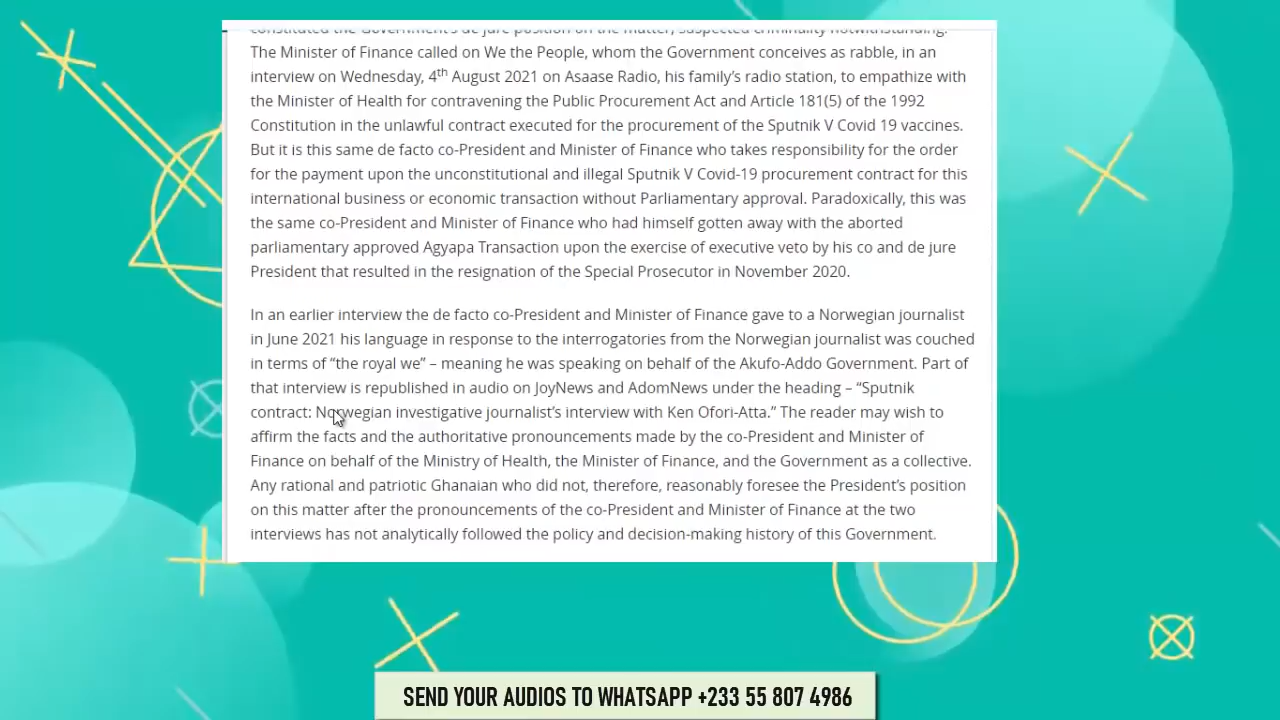 constituted the Government's de jure position on the matter, suspected criminality notwithstanding.
The Minister of Finance called on We the People, whom the Government conceives as rabble, in an
interview on Wednesday, 4th August 2021 on Asaase Radio, his family's radio station, to empathize with
the Minister of Health for contravening the Public Procurement Act and Article 181(5) of the 1992
Constitution in the unlawful contract executed for the procurement of the Sputnik V Covid 19 vaccines.
But it is this same de facto co-President and Minister of Finance who takes responsibility for the order
for the payment upon the unconstitutional and illegal Sputnik V Covid-19 procurement contract for this
international business or economic transaction without Parliamentary approval. Paradoxically, this was
the same co-President and Minister of Finance who had himself gotten away with the aborted
parliamentary approved Agyapa Transaction upon the exercise of executive veto by his co and de jure
President that resulted in the resignation of the Special Prosecutor in November 2020.
In an earlier interview the de facto co-President and Minister of Finance gave to a Norwegian journalist
in June 2021 his language in response to the interrogatories from the Norwegian journalist was couched
in terms of “the royal we” – meaning he was speaking on behalf of the Akufo-Addo Government. Part of
that interview is republished in audio on JoyNews and AdomNews under the heading – “Sputnik
contract: Norwegian investigative journalist's interview with Ken Ofori-Atta.” The reader may wish to
affirm the facts and the authoritative pronouncements made by the co-President and Minister of
Finance on behalf of the Ministry of Health, the Minister of Finance, and the Government as a collective.
Any rational and patriotic Ghanaian who did not, therefore, reasonably foresee the President's position
on this matter after the pronouncements of the co-President and Minister of Finance at the two
interviews has not analytically followed the policy and decision-making history of this Government.
SEND YOUR AUDIOS TO WHATSAPP +233 55 807 4986